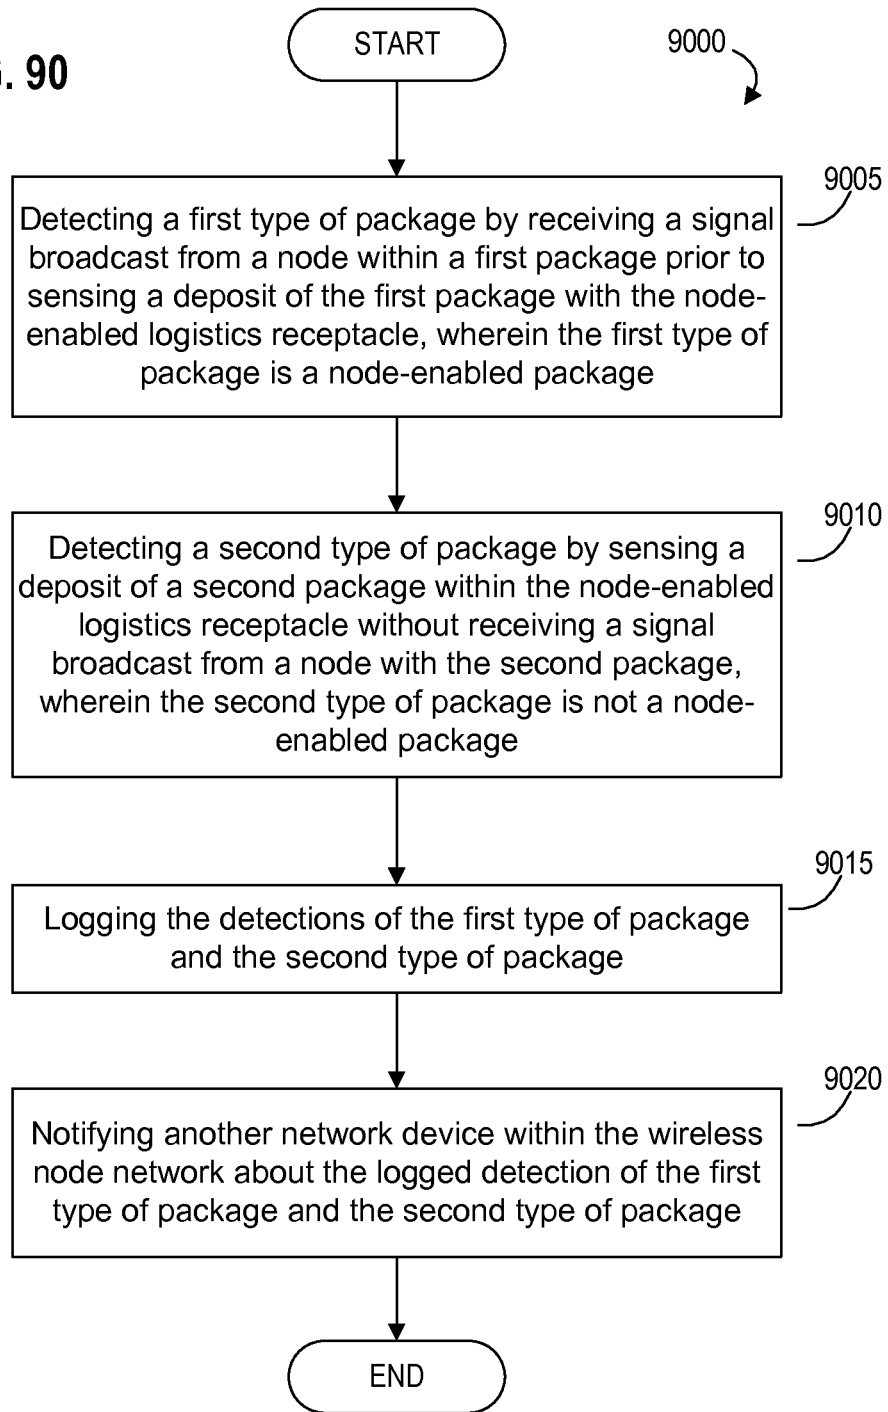 START
9000
. 90
9005
Detecting a first type of package by receiving a signal
broadcast from a node within a first package prior to
sensing a deposit of the first package with the node-
enabled logistics receptacle, wherein the first type of
package is a node-enabled package
9010
Detecting a second type of package by sensing a
deposit of a second package within the node-enabled
logistics receptacle without receiving a signal
broadcast from a node with the second package,
wherein the second type of package is not a node-
enabled package
9015
Logging the detections of the first type of package
and the second type of package
9020
Notifying another network device within the wireless
node network about the logged detection of the first
type of package and the second type of package
END